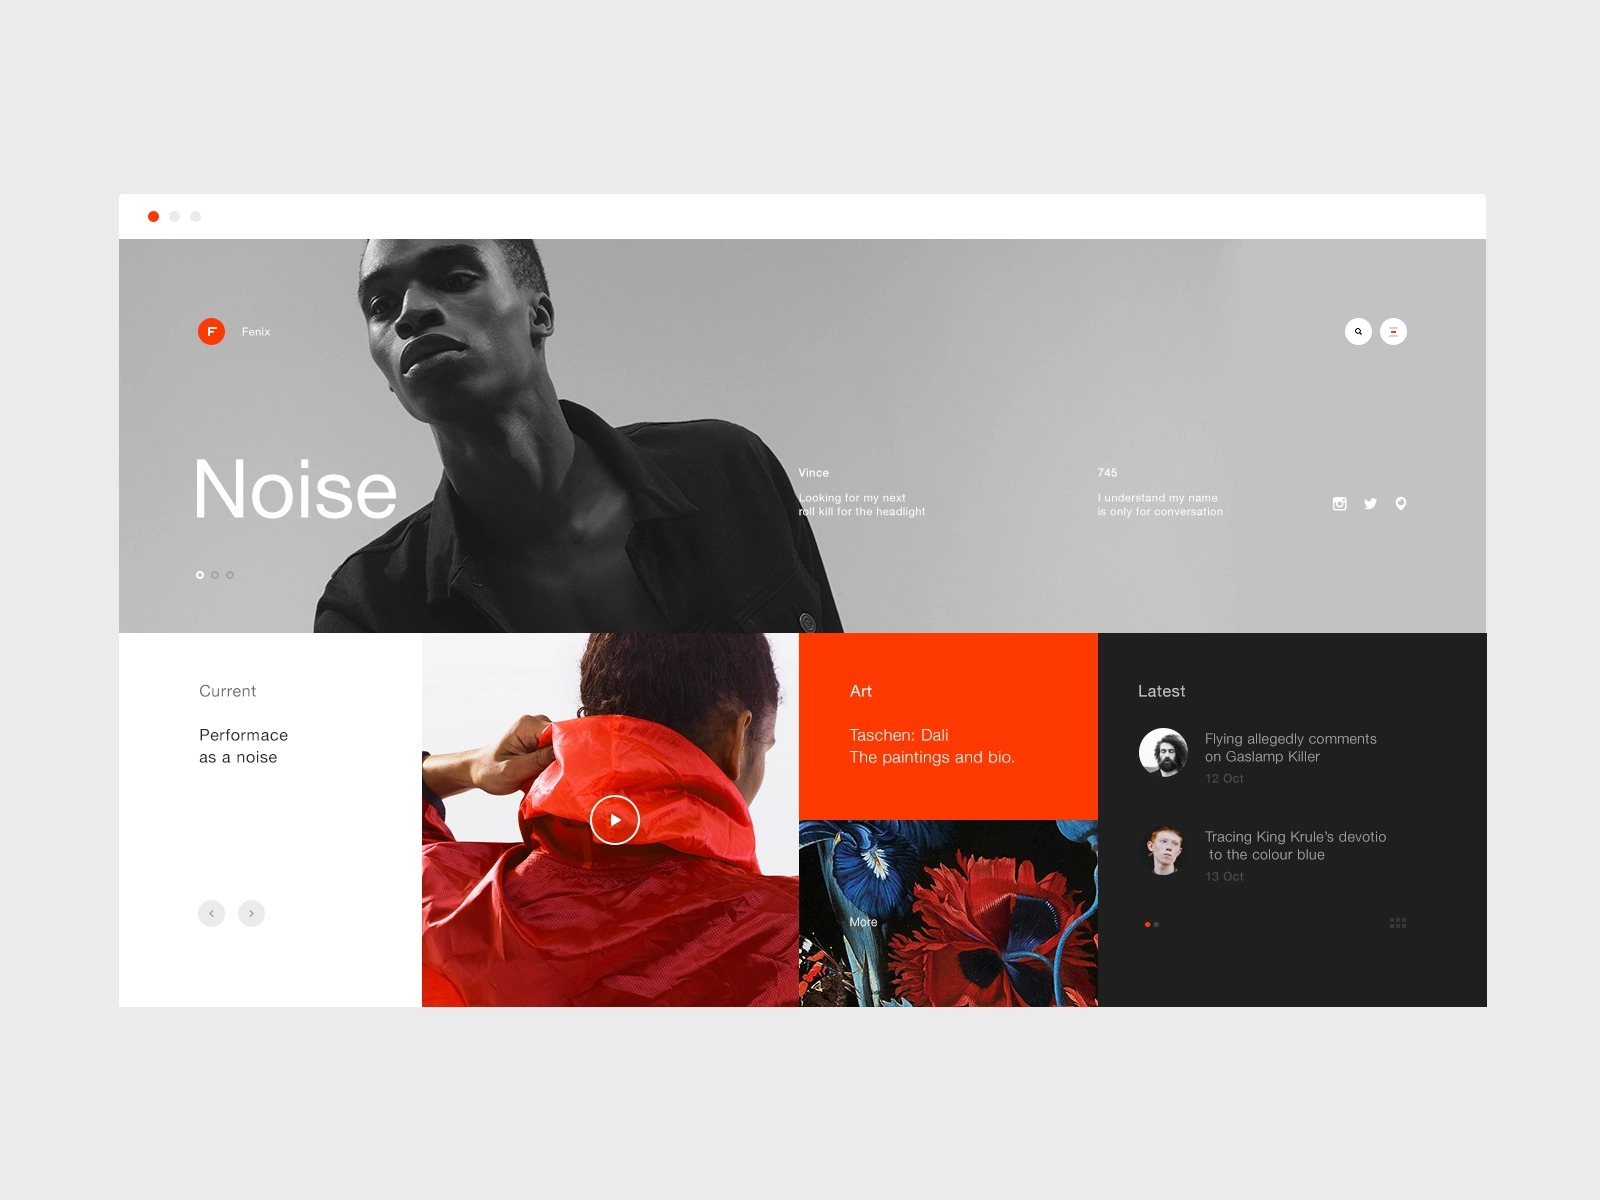 F Fenix
Noise
Vince
Looking for my next
roll kill for the headlight
745
I understand my name
is only for conversation
Current
Performace
as a noise
Art
Taschen: Dali
The paintings and bio.
More
Latest
Flying allegedly comments
on Gaslamp Killer
12 Oct
Tracing King Krule's devotio
to the colour blue
13 Oct